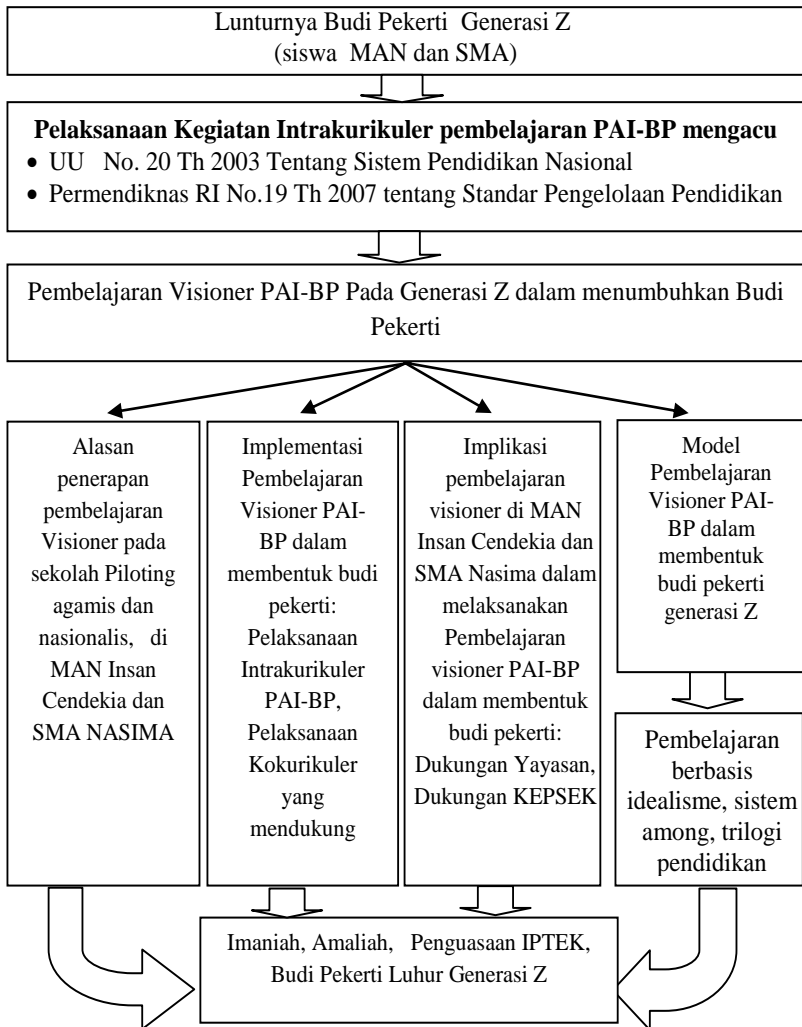 Lunturnya Budi Pekerti Generasi Z
(siswa MAN dan SMA)
Pelaksanaan Kegiatan Intrakurikuler pembelajaran PAI-BP mengacu
• UU No. 20 Th 2003 Tentang Sistem Pendidikan Nasional
• Permendiknas RI No.19 Th 2007 tentang Standar Pengelolaan Pendidikan
Pembelajaran Visioner PAI-BP Pada Generasi Z dalam menumbuhkan Budi
Pekerti
Alasan
penerapan
pembelajaran
Visioner pada
sekolah Piloting
agamis dan
nasionalis, di
MAN Insan
Cendekia dan
SMA NASIMA
Implementasi
Pembelajaran
Visioner PAI-
BP dalam
membentuk budi
pekerti:
Pelaksanaan
Intrakurikuler
PAI-BP,
Pelaksanaan
Kokurikuler
yang
mendukung
Implikasi
pembelajaran
visioner di MAN
Insan Cendekia dan
SMA Nasima dalam
melaksanakan
Pembelajaran
visioner PAI-BP
dalam membentuk
budi pekerti:
Dukungan Yayasan,
Dukungan KEPSEK
Model
Pembelajaran
Visioner PAI-
BP dalam
membentuk
budi pekerti
generasi Z
Pembelajaran
berbasis
idealisme, sistem
among, trilogi
pendidikan
Imaniah, Amaliah, Penguasaan IPTEK,
Budi Pekerti Luhur Generasi Z